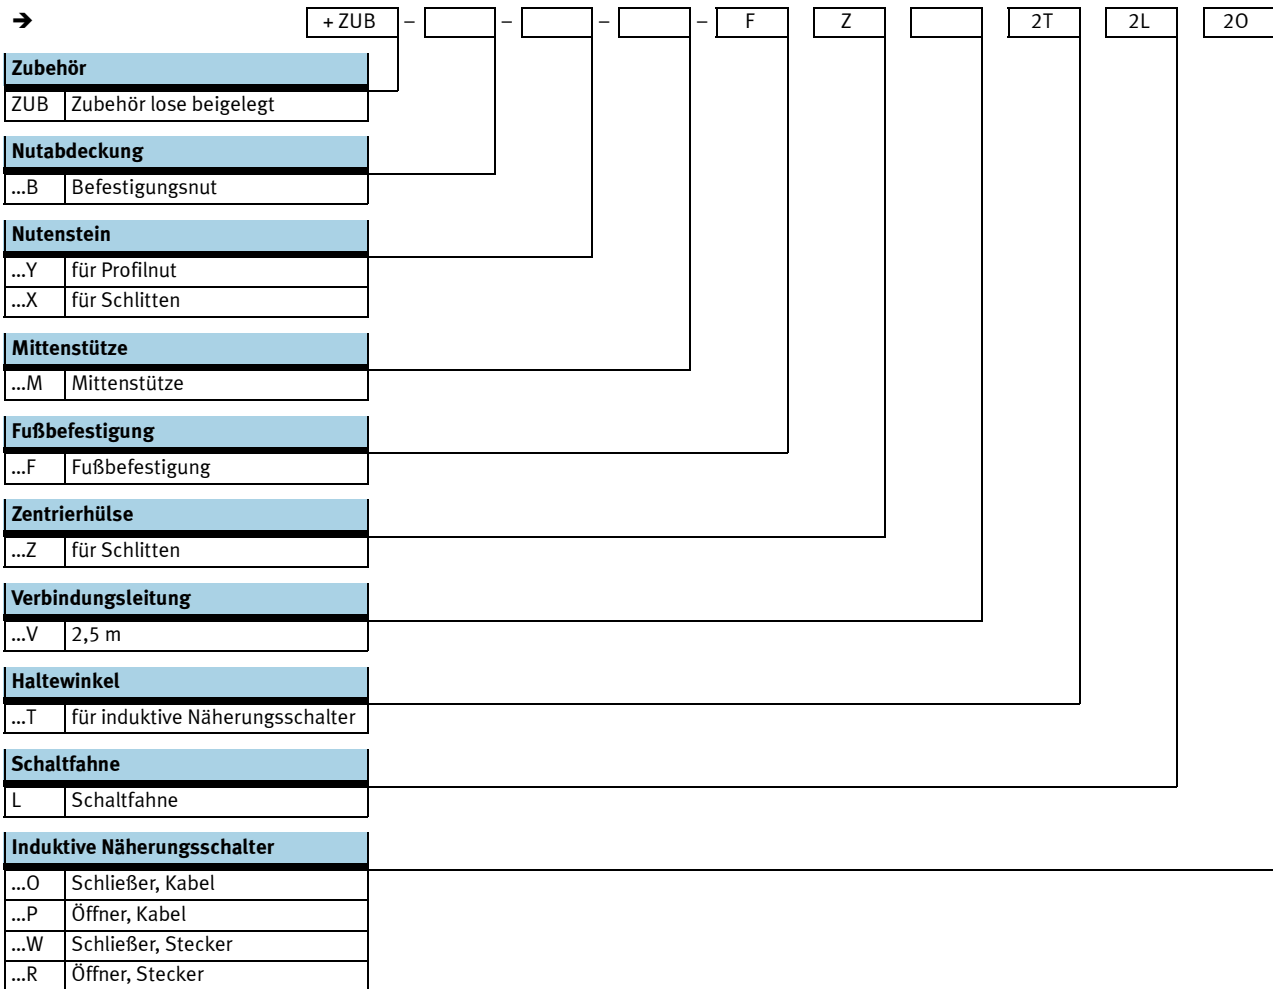 ➔ + ZUB – – – – F Z 2T 2L 2O
Zubehör
ZUB Zubehör lose beigelegt
Nutabdeckung
...B Befestigungsnut
Nutenstein
...Y für Profilnut
...X für Schlitten
Mittenstütze
...M Mittenstütze
Fußbefestigung
...F Fußbefestigung
Zentrierhülse
...Z für Schlitten
Verbindungsleitung
...V 2,5 m
Haltewinkel
...T für induktive Näherungsschalter
Schaltfahne
L Schaltfahne
Induktive Näherungsschalter
...O Schließer, Kabel
...P Öffner, Kabel
...W Schließer, Stecker
...R Öffner, Stecker